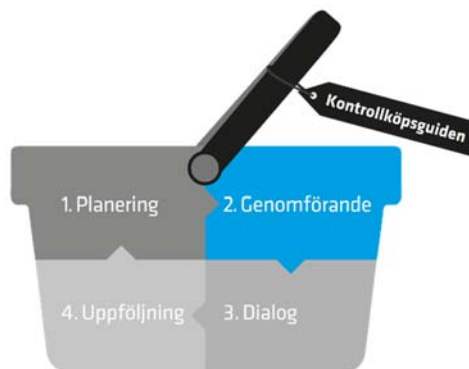 Kontrollköpsguiden
1. Planering
2. Genomförande
4. Uppföljning
3. Dialog